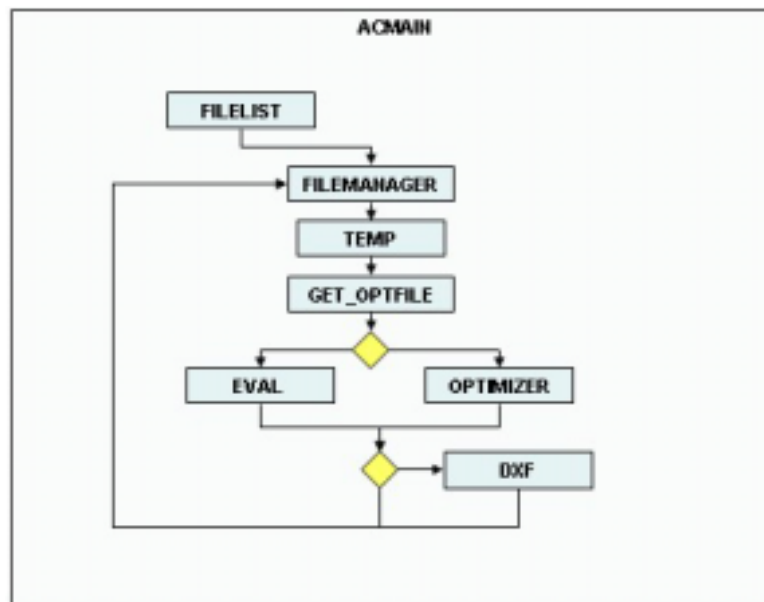 ACMAIN
FILELIST
FILEMANAGER
TEMP
GET_OPTFILE
EVAL
OPTIMIZER
DXF